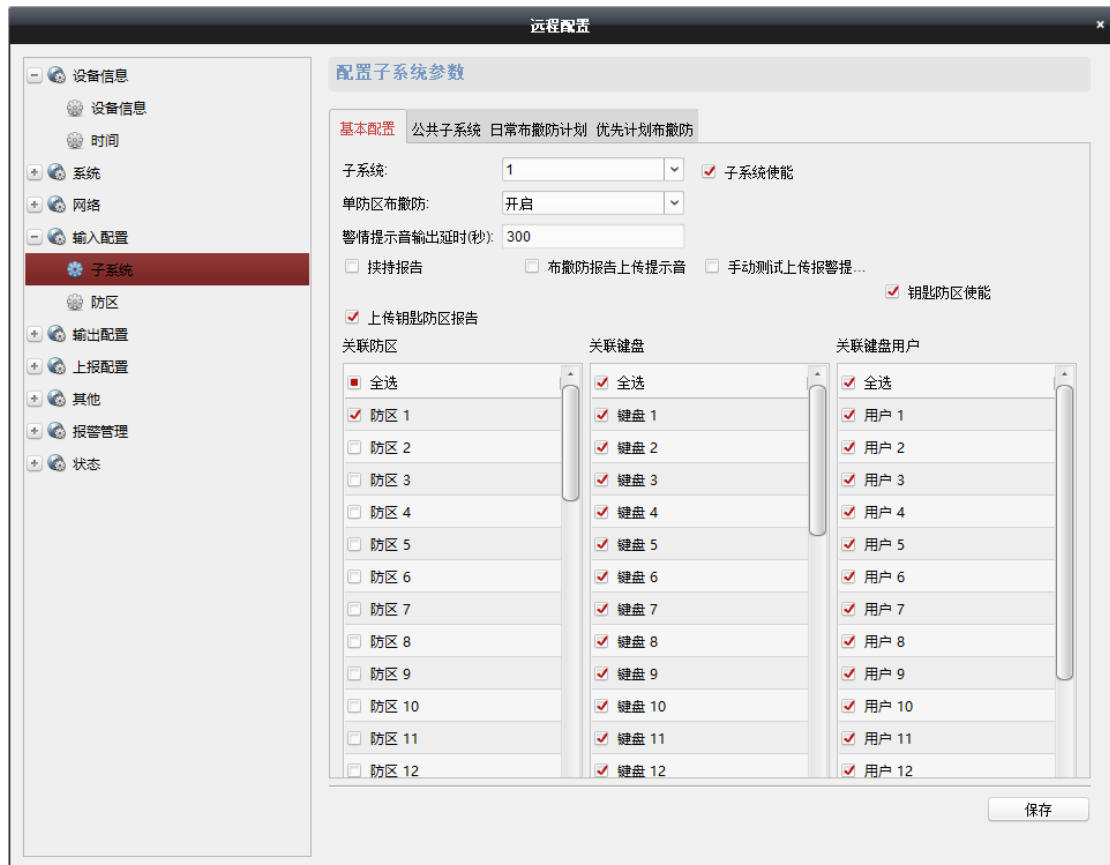 远程配置
设备信息
设备信息
时间
系统
网络
输入配置
子系统
防区
输出配置
上报配置
其他
报警管理
状态
配置子系统参数
基本配置 公共子系统 日常布撤防计划 优先计划布撤防
子系统: 1 子系统使能
单防区布撤防: 开启
警情提示音输出延时(秒): 300
挟持报告 布撤防报告上传提示音 手动测试上传报警提...
钥匙防区使能
上传钥匙防区报告
关联防区 关联键盘 关联键盘用户
全选 全选 全选
防区 1 键盘 1 用户 1
防区 2 键盘 2 用户 2
防区 3 键盘 3 用户 3
防区 4 键盘 4 用户 4
防区 5 键盘 5 用户 5
防区 6 键盘 6 用户 6
防区 7 键盘 7 用户 7
防区 8 键盘 8 用户 8
防区 9 键盘 9 用户 9
防区 10 键盘 10 用户 10
防区 11 键盘 11 用户 11
防区 12 键盘 12 用户 12
保存